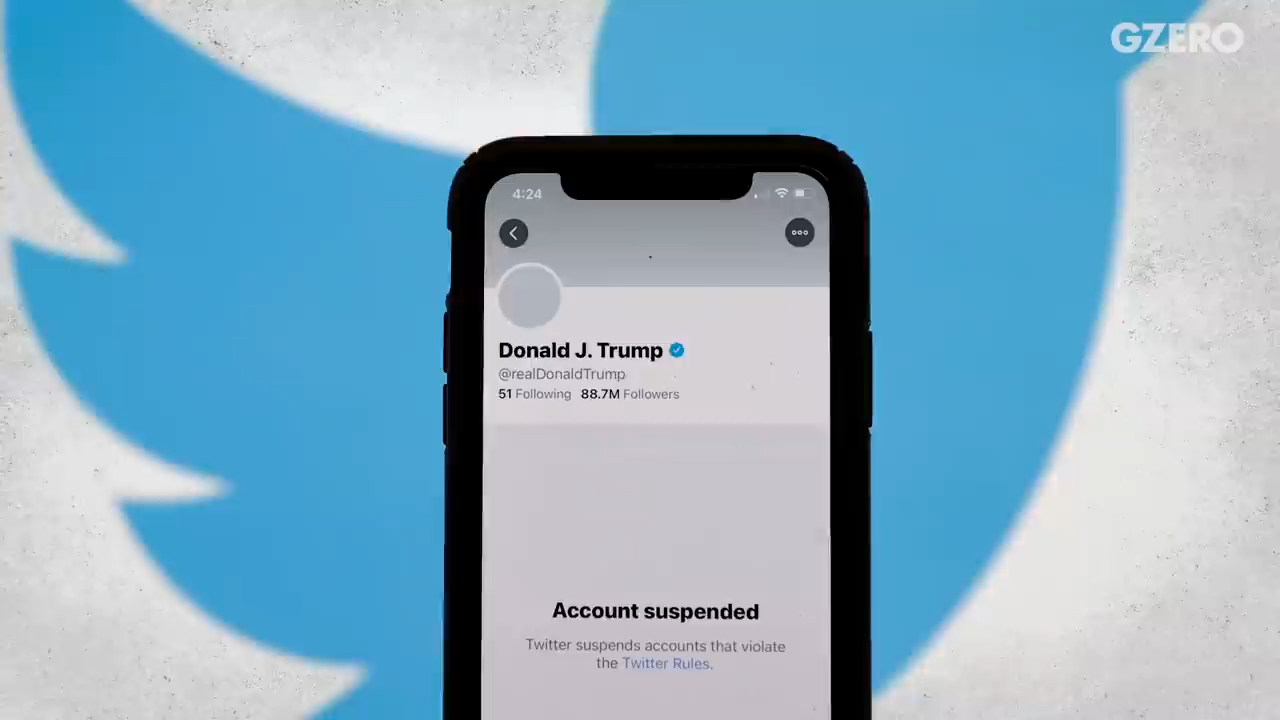 GZERO
4:24
Donald J. Trump
@realDonaldTrump
51 Following 88.7M Followers
Account suspended
Twitter suspends accounts that violate
the Twitter Rules.